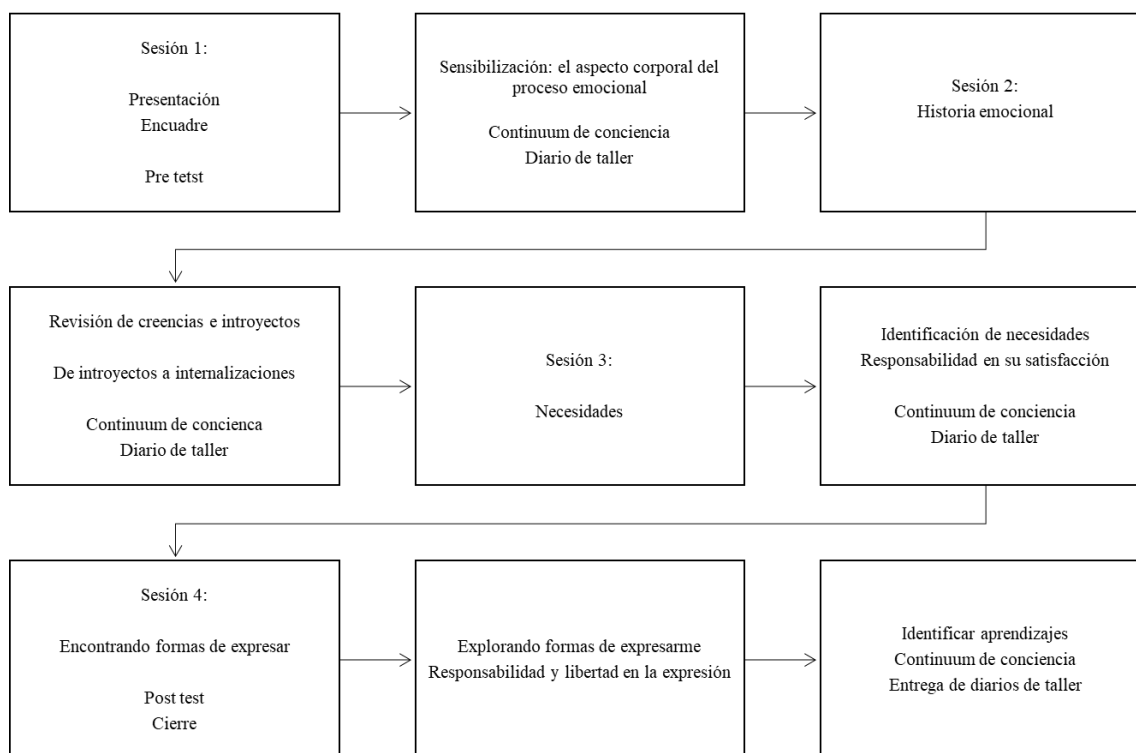 Sesión 1:
Presentación
Encuadre
Pre tetst
Sensibilización: el aspecto corporal del
proceso emocional
Continuum de conciencia
Diario de taller
Sesión 2:
Historia emocional
Revisión de creencias e introyectos
De introyectos a internalizaciones
Continuum de concienca
Diario de taller
Sesión 3:
Necesidades
Identificación de necesidades
Responsabilidad en su satisfacción
Continuum de conciencia
Diario de taller
Sesión 4:
Encontrando formas de expresar
Post test
Cierre
Explorando formas de expresarme
Responsabilidad y libertad en la expresión
Identificar aprendizajes
Continuum de conciencia
Entrega de diarios de taller